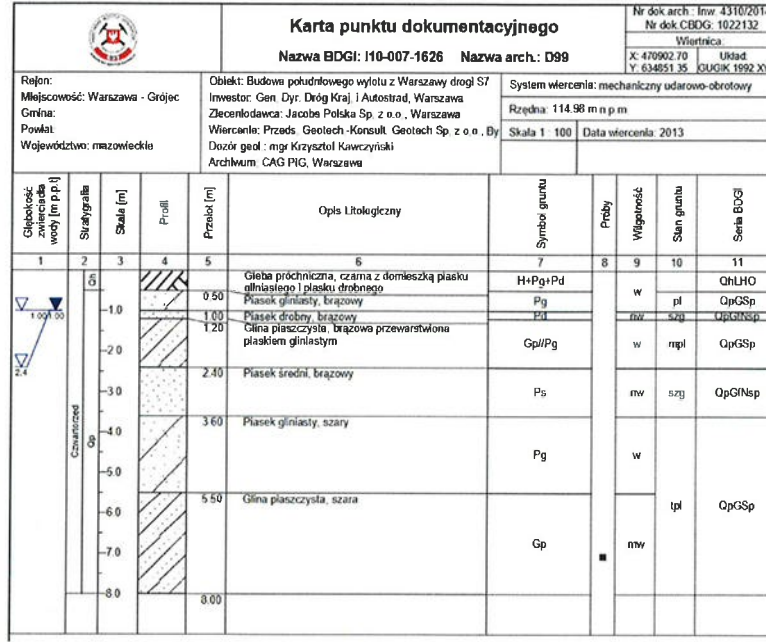 Karta punktu dokumentacyjnego
Nazwa BDGI: I10-007-1626 Nazwa arch.: D99
Nr dok.arch.: Inw. 4310/201
Nr dok.CBDG: 1022132
Wiertnica:
X: 470902.70 Układ
Y: 634851.35 GUGIK 1992 X
Rejon:
Miejscowość: Warszawa - Grójec
Gmina:
Powiat:
Województwo: mazowieckie
Obiekt: Budowa południowego wylotu z Warszawy drogi S7
Inwestor: Gen. Dyr. Dróg Kraj. i Autostrad, Warszawa
Zleceniodawca: Jacobs Polska Sp. z o.o., Warszawa
Wiercenie: Przeds. Geotech-Konsult. Geotech Sp. z o.o., By
Dozór geol.: mgr Krzysztof Kawczyński
Archiwum: CAG PIG, Warszawa
System wiercenia: mechaniczny udarowo-obrotowy
Rzędna: 114.98 m n p m
Skala 1 : 100 Data wiercenia: 2013
Głębokość zwierciadła wody [m p.p.t]
Stratygrafia
Skala [m]
Profil
Przelot [m]
Opis Litologiczny
Symbol gruntu
Próby
Wilgotność
Stan gruntu
Seria BDGI
1 2 3 4 5 6 7 8 9 10 11
Qh
Gleba próchniczna, czarna z domieszką piasku
gliniastego i piasku drobnego
H+Pg+Pd
w
QhLHO
0.50
Piasek gliniasty, brązowy
Pg
pl
QpGSp
1.00 1.00
-1.0
1.00
Piasek drobny, brązowy
Pd
nw
szg
QpGfNsp
1.20
Glina piaszczysta, brązowa przewarstwiona
piaskiem gliniastym
Gp//Pg
w
mpl
QpGSp
-2.0
2.4
2.40
Piasek średni, brązowy
Ps
nw
szg
QpGfNsp
-3.0
3.60
Piasek gliniasty, szary
Pg
w
-4.0
Czwartorzęd
Qp
-5.0
5.50
Glina piaszczysta, szara
Gp
mw
tpl
QpGSp
-6.0
-7.0
-8.0
8.00